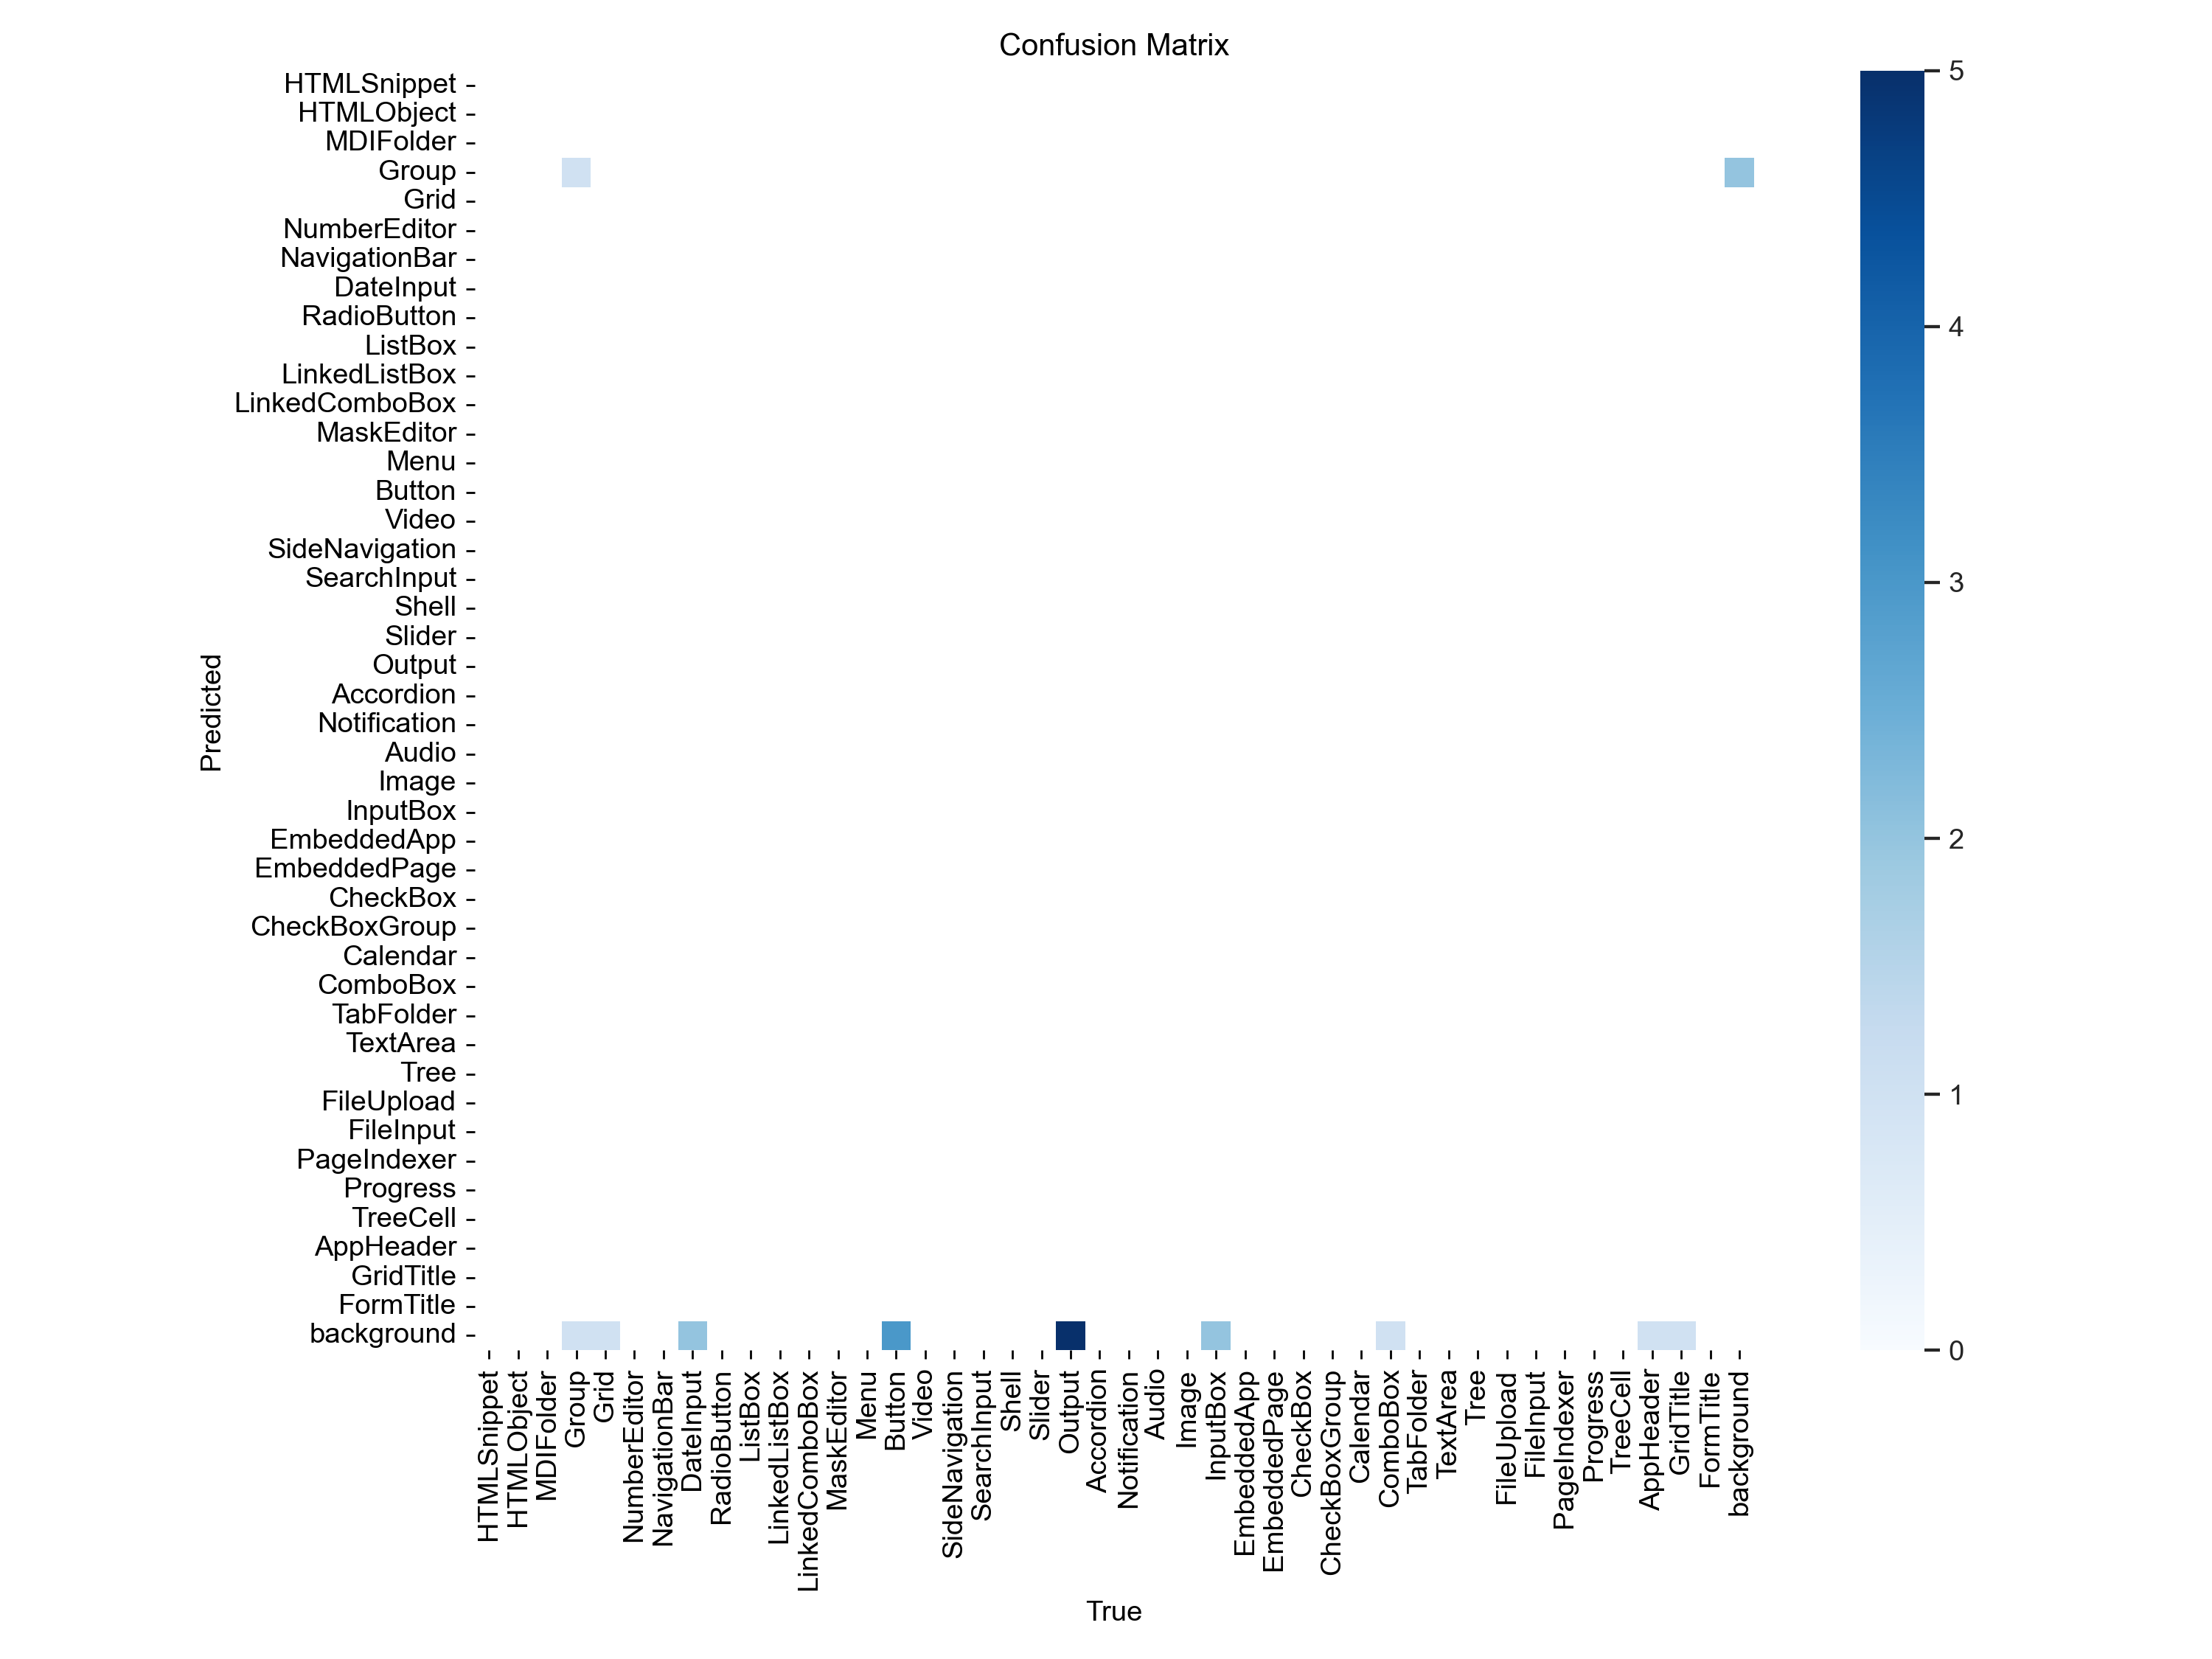 Confusion Matrix
HTMLSnippet
HTMLObject
MDIFolder
Group
Grid
NumberEditor
NavigationBar
DateInput
RadioButton
ListBox
LinkedListBox
LinkedComboBox
MaskEditor
Menu
Button
Video
SideNavigation
SearchInput
Shell
Slider
Output
Accordion
Notification
Audio
Image
InputBox
EmbeddedApp
EmbeddedPage
CheckBox
CheckBoxGroup
Calendar
ComboBox
TabFolder
TextArea
Tree
FileUpload
FileInput
PageIndexer
Progress
TreeCell
AppHeader
GridTitle
FormTitle
background
Predicted
HTMLSnippet
HTMLObject
MDIFolder
Group
Grid
NumberEditor
NavigationBar
DateInput
RadioButton
ListBox
LinkedListBox
LinkedComboBox
MaskEditor
Menu
Button
Video
SideNavigation
SearchInput
Shell
Slider
Output
Accordion
Notification
Audio
Image
InputBox
EmbeddedApp
EmbeddedPage
CheckBox
CheckBoxGroup
Calendar
ComboBox
TabFolder
TextArea
Tree
FileUpload
FileInput
PageIndexer
Progress
TreeCell
AppHeader
GridTitle
FormTitle
background
True
5
4
3
2
1
0